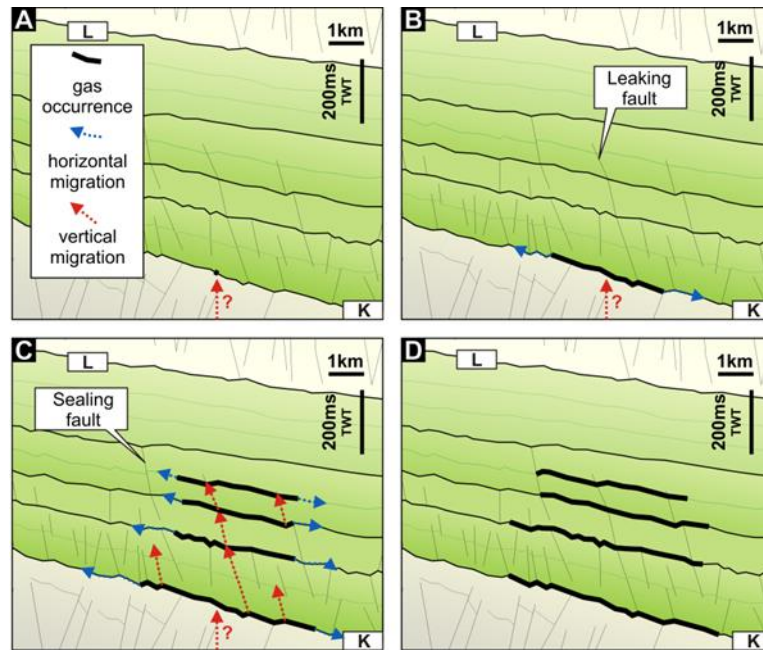 A
L
1km
200ms
TWT
gas
occurrence
horizontal
migration
vertical
migration
?
K
B
L
1km
200ms
TWT
Leaking
fault
?
K
C
L
1km
200ms
TWT
Sealing
fault
?
K
D
L
1km
200ms
TWT
K